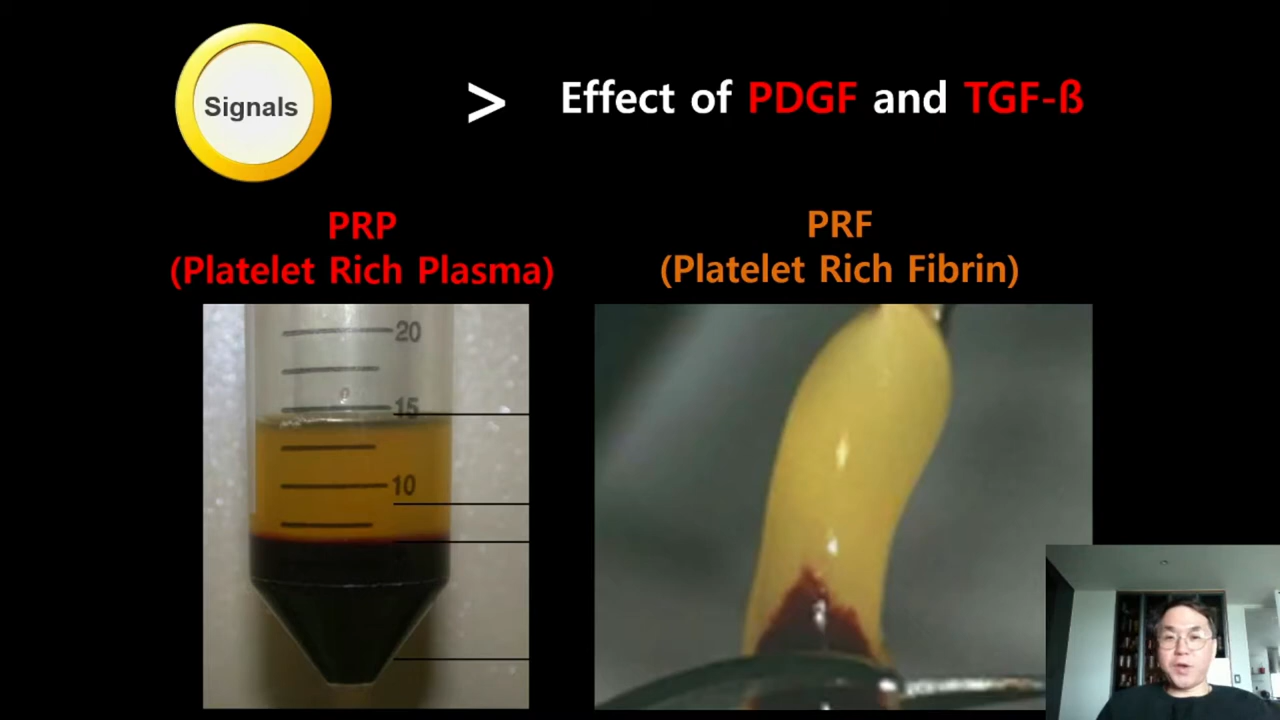 Signals
> Effect of PDGF and TGF-ß
PRP
(Platelet Rich Plasma)
PRF
(Platelet Rich Fibrin)
20
15
10